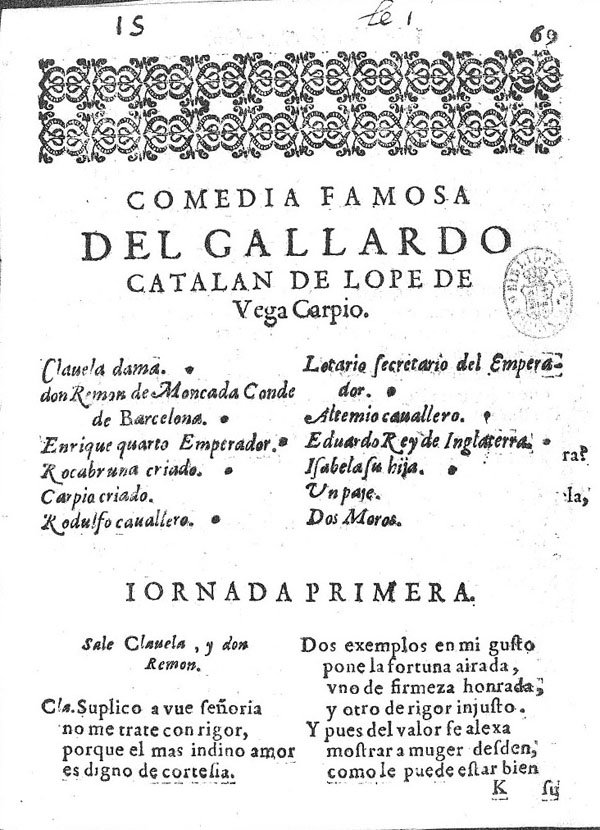 15
le 1
69
COMEDIA FAMOSA
DEL GALLARDO
CATALAN DE LOPE DE
Vega Carpio.
Clauela dama.
don Remon de Moncada Conde
de Barcelona.
Enrique quarto Emperador.
Rocabruna criado.
Carpio criado.
Rodulfo cauallero.
Lotario secretario del Empera-
dor.
Altemio cauallero.
Eduardo Rey de Inglaterra.
Isabela su hija.
Vn paje.
Dos Moros.
ra?
ela,
IORNADA PRIMERA.
Sale Clauela, y don
Remon.
Cla. Suplico a vue señoria
no me trate con rigor,
porque el mas indino amor
es digno de cortesia.
Dos exemplos en mi gusto
pone la fortuna airada,
vno de firmeza honrada,
y otro de rigor injusto.
Y pues del valor se alexa
mostrar a muger desden,
como le puede estar bien
K
su